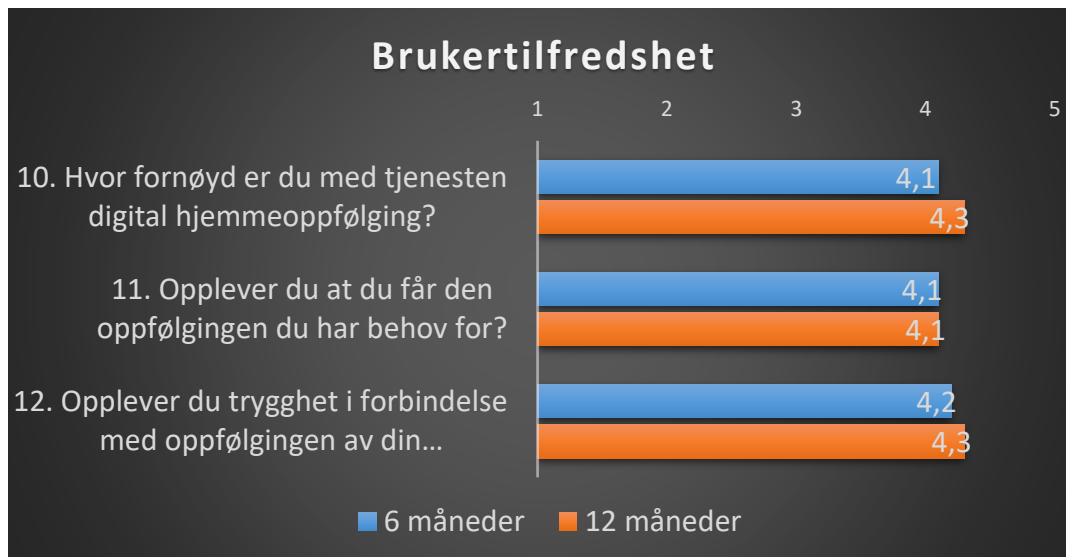 Brukertilfredshet
1 2 3 4 5
10. Hvor fornøyd er du med tjenesten
digital hjemmeoppfølging?
4,1
4,3
11. Opplever du at du får den
oppfølgingen du har behov for?
4,1
4,1
12. Opplever du trygghet i forbindelse
med oppfølgingen av din...
4,2
4,3
6 måneder 12 måneder